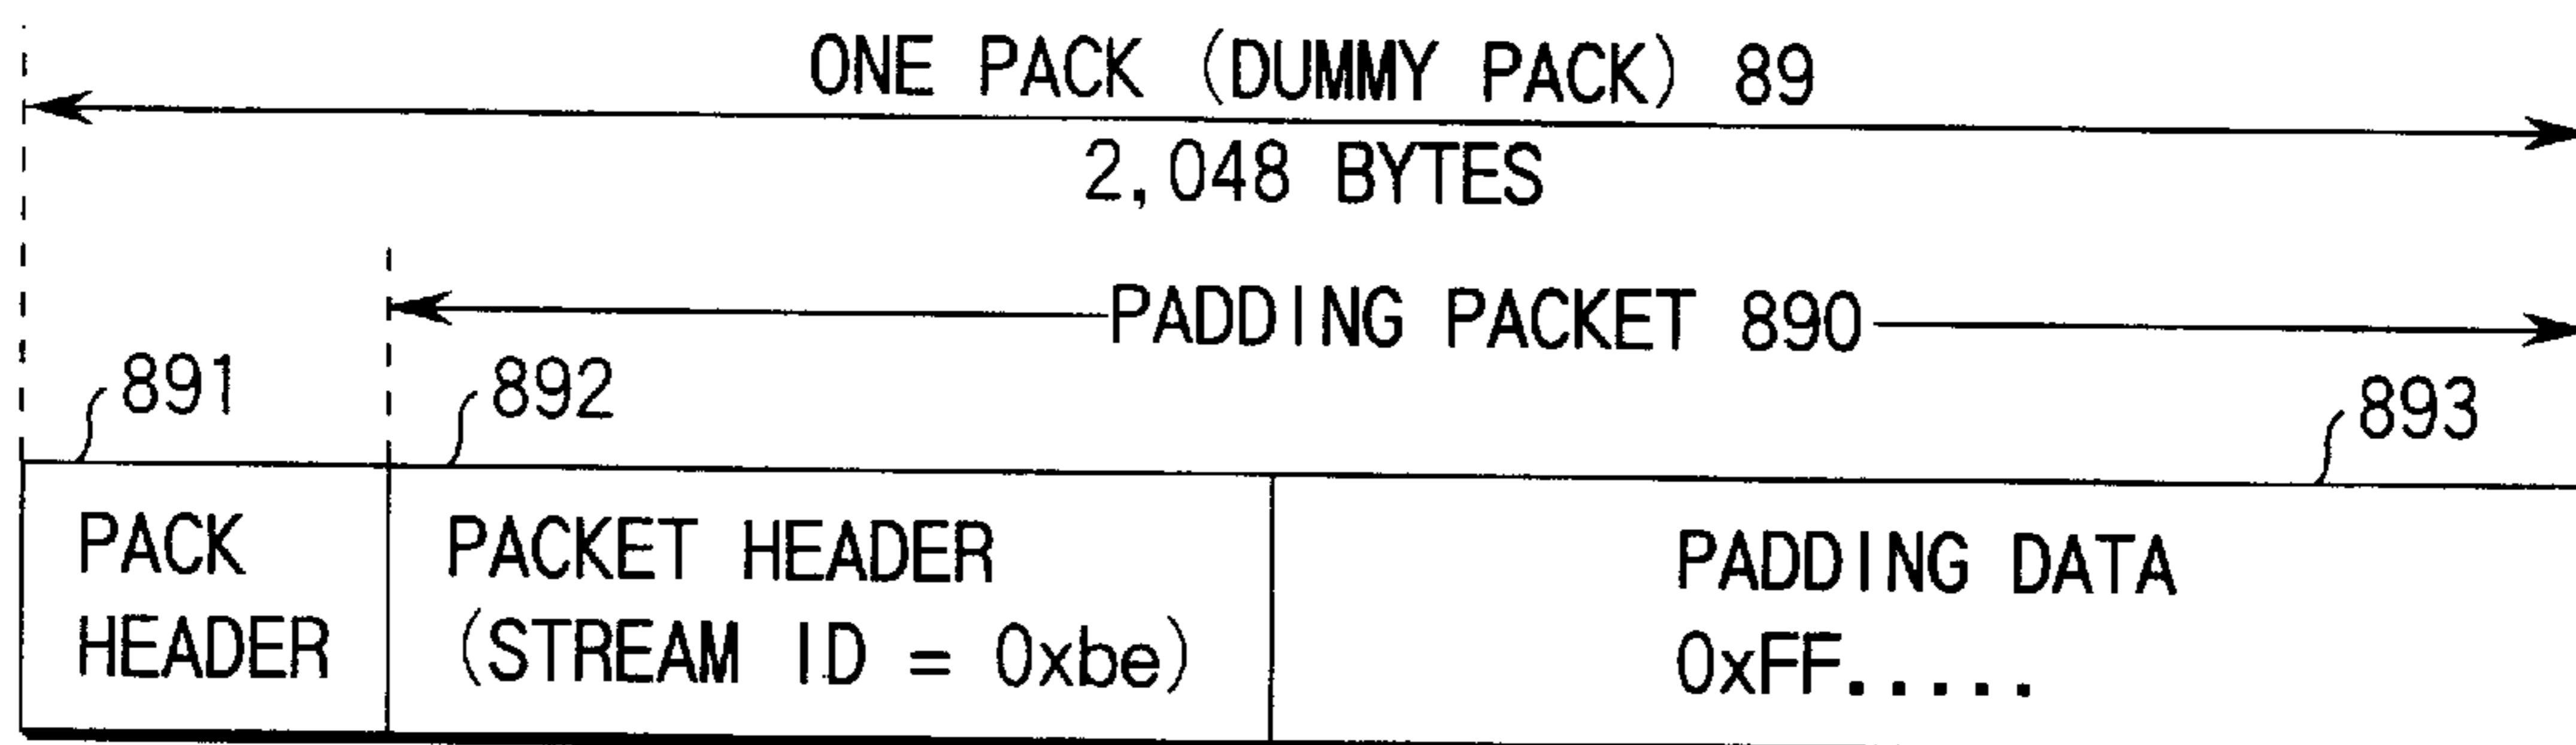 ONE PACK (DUMMY PACK) 89
2,048 BYTES
PADDING PACKET 890
891
892
893
PACK
HEADER
PACKET HEADER
(STREAM ID = 0xbe)
PADDING DATA
0xFF.....